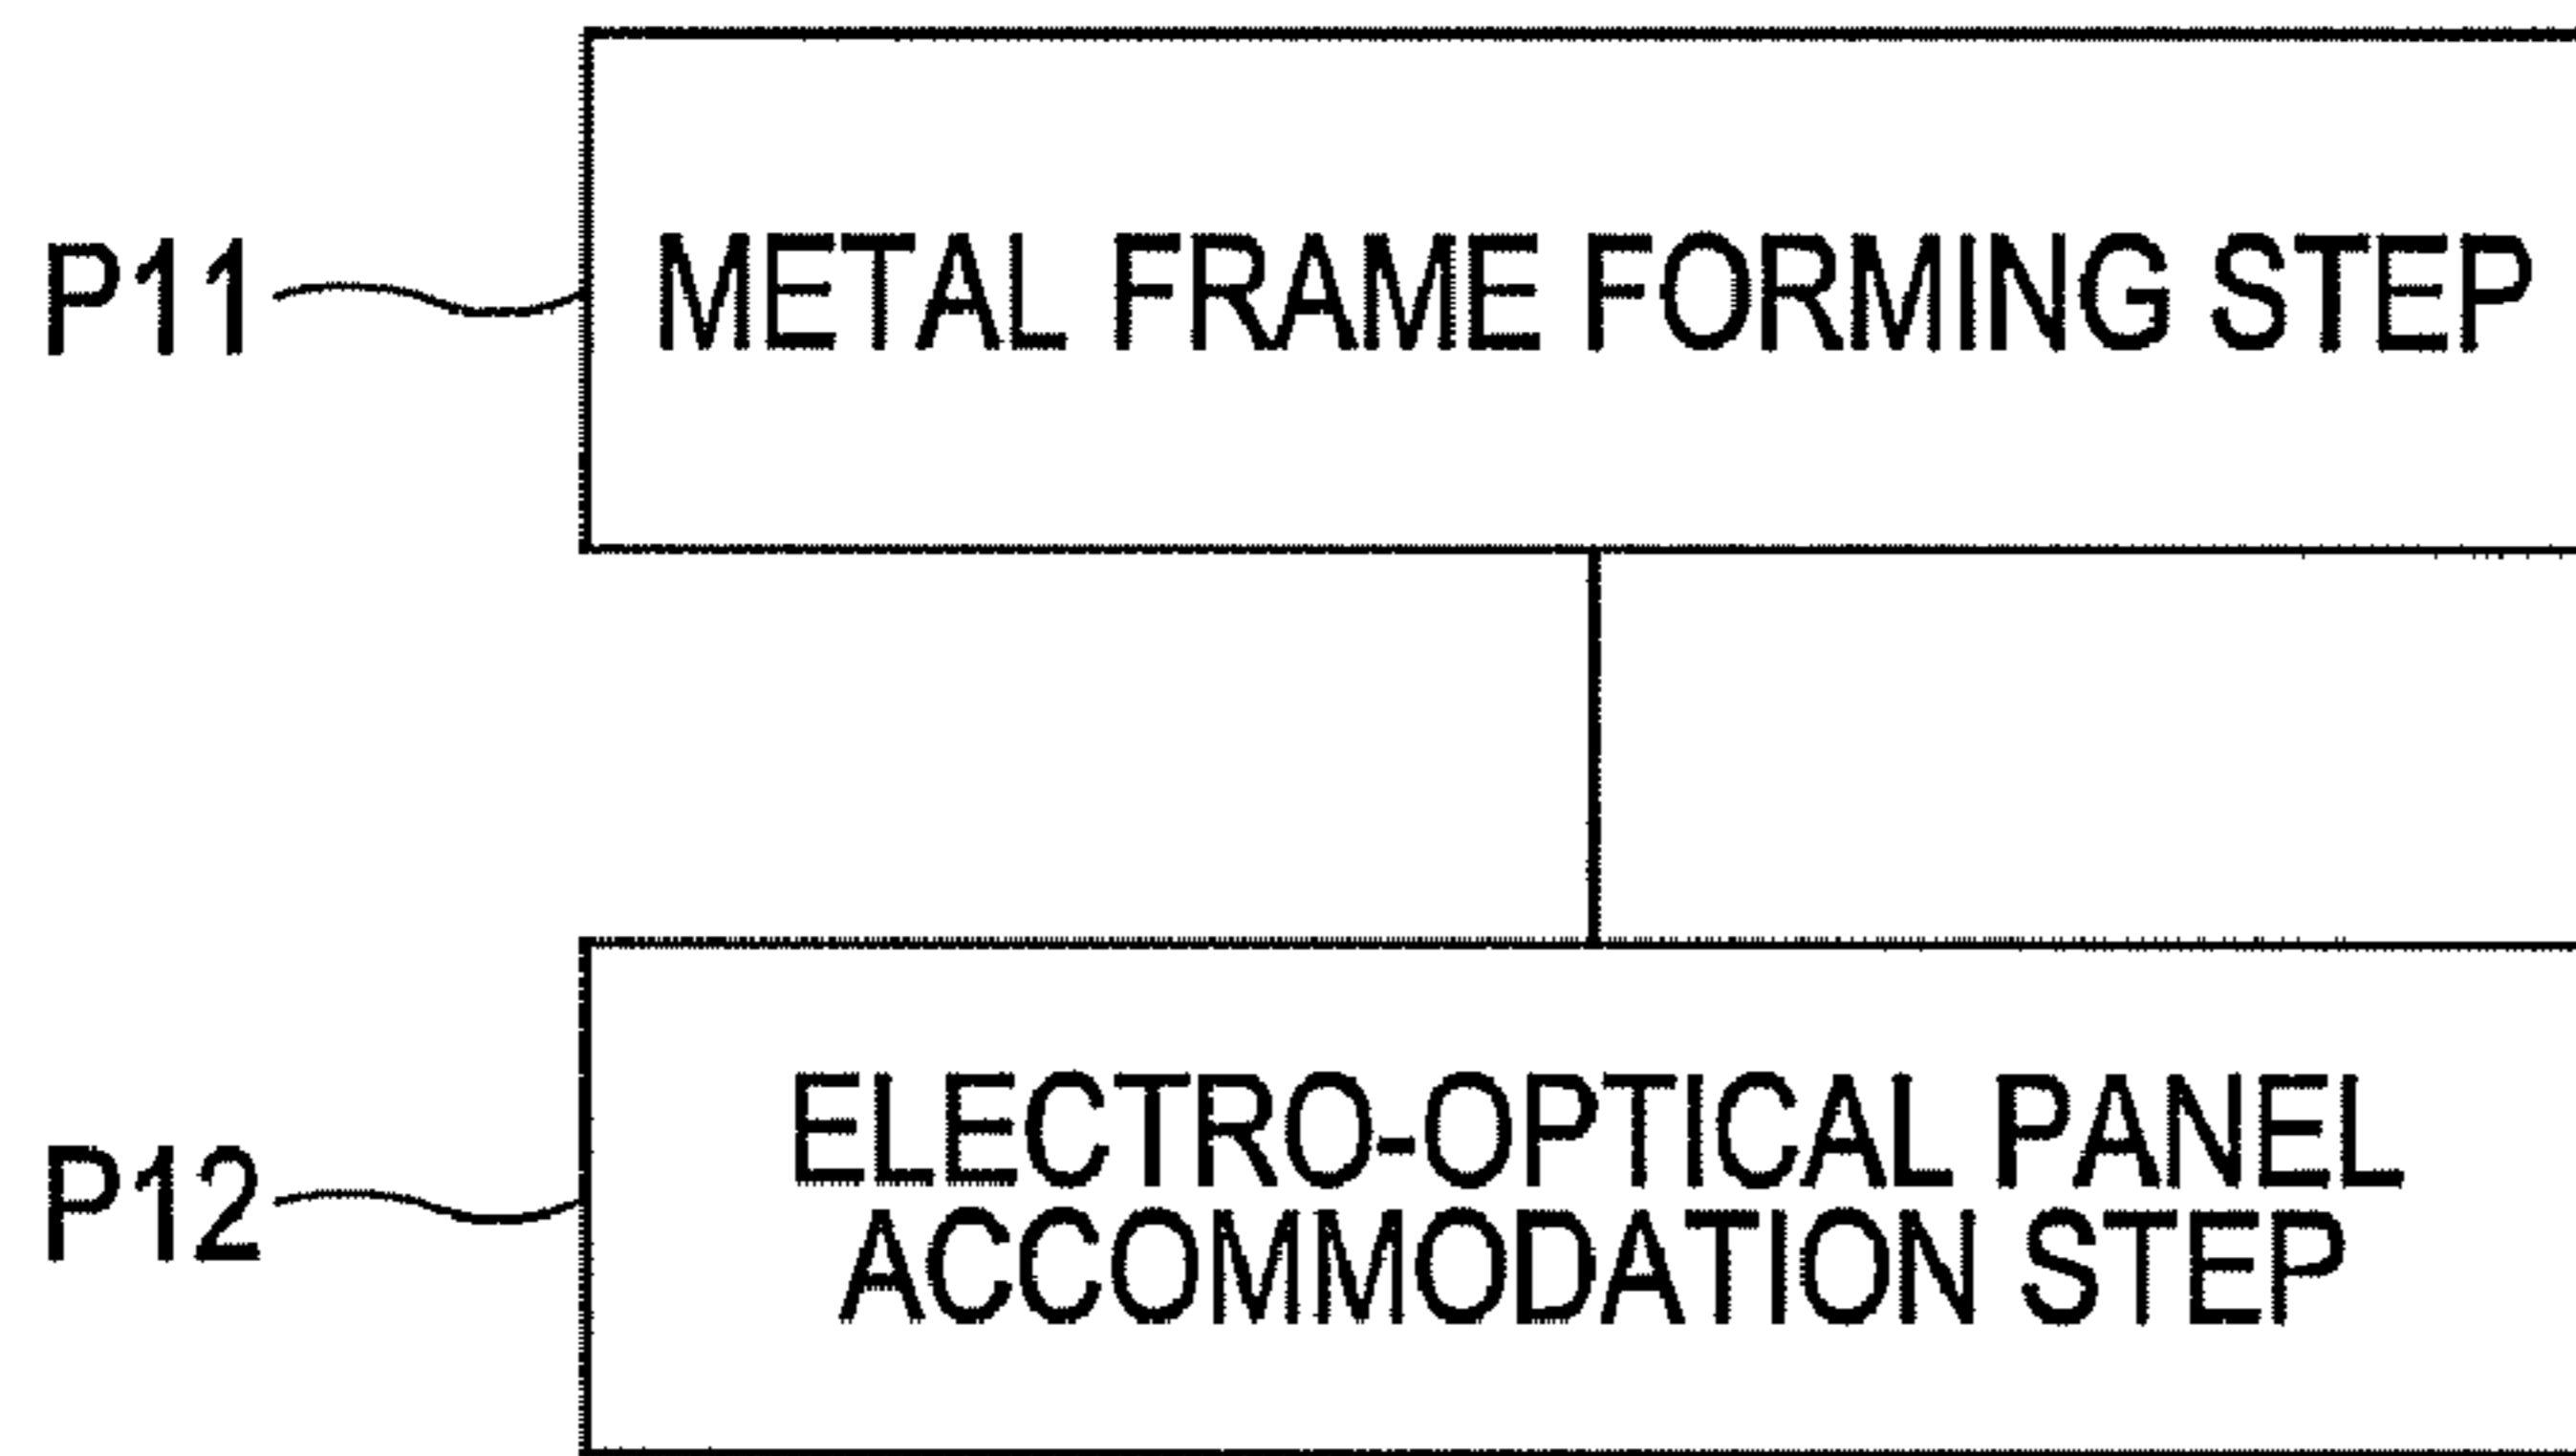 P11
METAL FRAME FORMING STEP
P12
ELECTRO-OPTICAL PANEL
ACCOMMODATION STEP